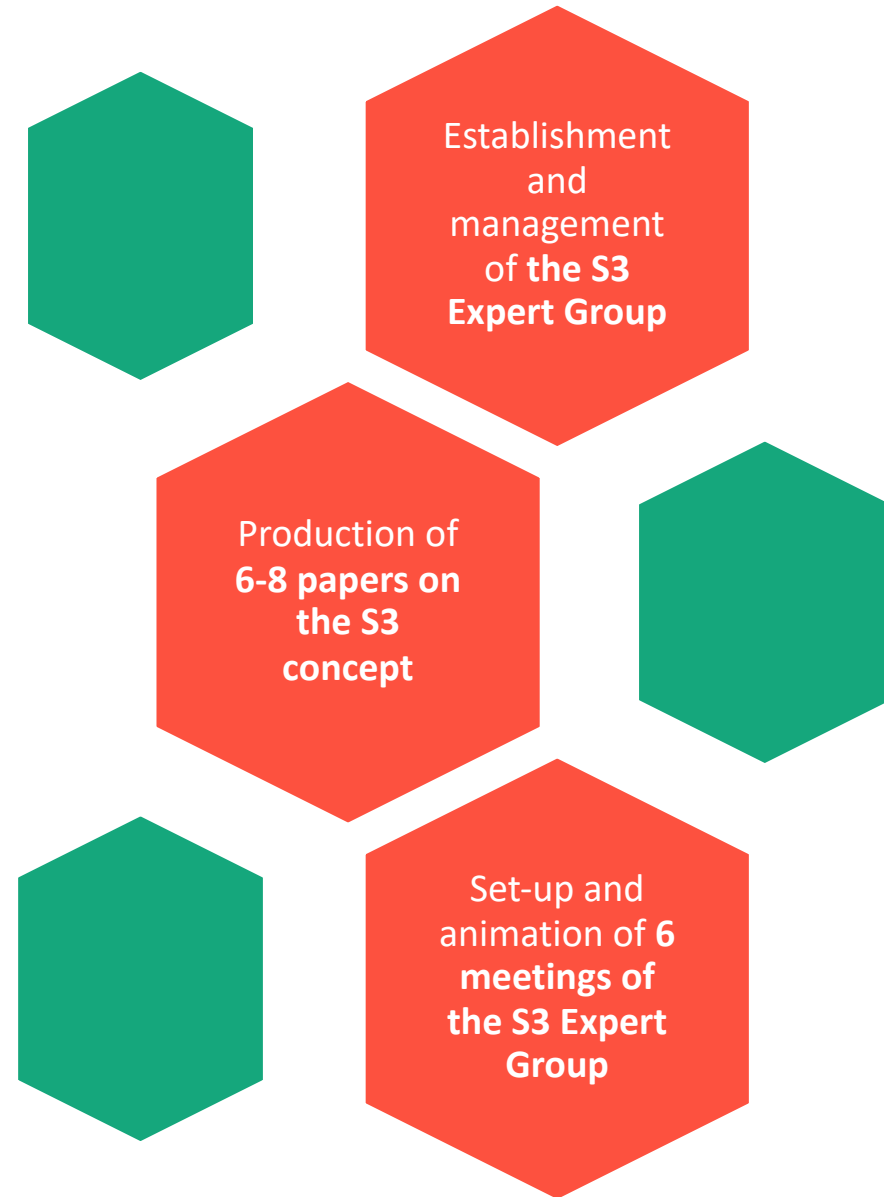 Establishment
and
management
of the S3
Expert Group
Production of
6-8 papers on
the S3
concept
Set-up and
animation of 6
meetings of
the S3 Expert
Group